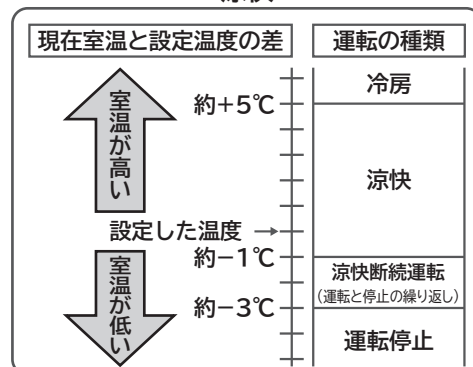 現在室温と設定温度の差
運転の種類
室温が高い
冷房
約+5℃
涼快
設定した温度 →
約−1℃
室温が低い
涼快断続運転
(運転と停止の繰り返し)
約−3℃
運転停止